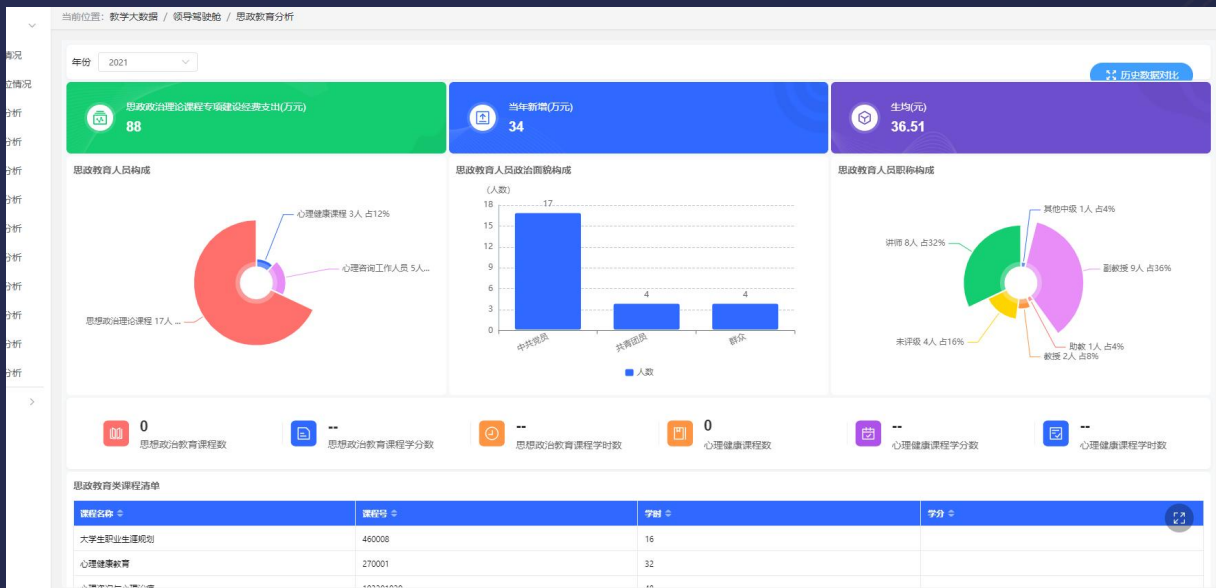 当前位置: 教学大数据 / 领导驾驶舱 / 思政教育分析
情况
位情况
分析
分析
分析
分析
分析
分析
分析
分析
分析
分析
年份 2021
历史数据对比
思政政治理论课程专项建设经费支出(万元)
88
当年新增(万元)
34
生均(元)
36.51
思政教育人员构成
心理健康课程 3人 占12%
心理咨询工作人员 5人...
思想政治理论课程 17人 ...
思政教育人员政治面貌构成
(人数)
18
15
12
9
6
3
0
17
4
4
中共党员
共青团员
群众
人数
思政教育人员职称构成
其他中级 1人 占4%
讲师 8人 占32%
副教授 9人 占36%
未评级 4人 占16%
助教 1人 占4%
教授 2人 占8%
0
思想政治教育课程数
--
思想政治教育课程学分数
--
思想政治教育课程学时数
0
心理健康课程数
--
心理健康课程学分数
--
心理健康课程学时数
思政教育类课程清单
课程名称 课程号 学时 学分
大学生职业生涯规划 460008 16
心理健康教育 270001 32